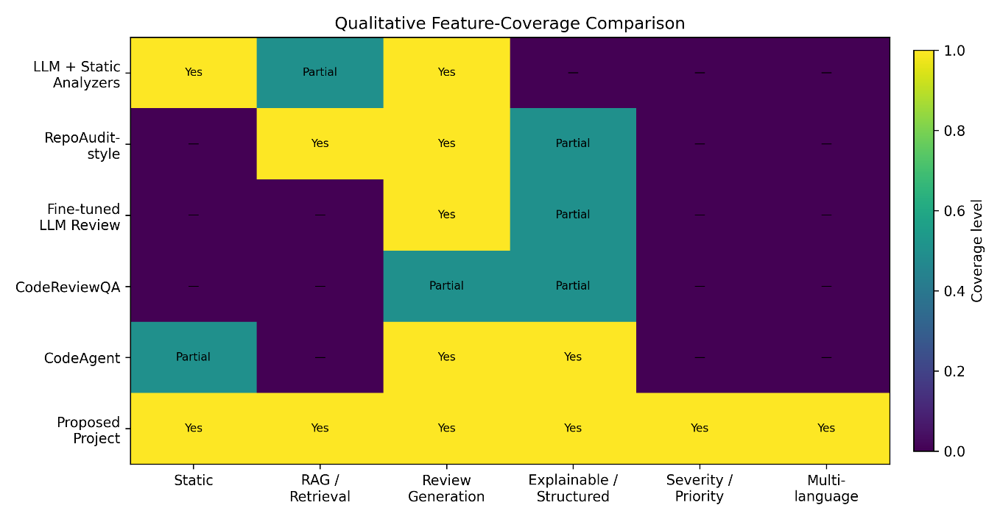 Qualitative Feature-Coverage Comparison
LLM + Static
Analyzers
Yes
Partial
Yes
—
—
—
RepoAudit-
style
—
Yes
Yes
Partial
—
—
Fine-tuned
LLM Review
—
—
Yes
Partial
—
—
CodeReviewQA
—
—
Partial
Partial
—
—
CodeAgent
Partial
—
Yes
Yes
—
—
Proposed
Project
Yes
Yes
Yes
Yes
Yes
Yes
Static
RAG /
Retrieval
Review
Generation
Explainable /
Structured
Severity /
Priority
Multi-
language
1.0
0.8
0.6
0.4
0.2
0.0
Coverage level